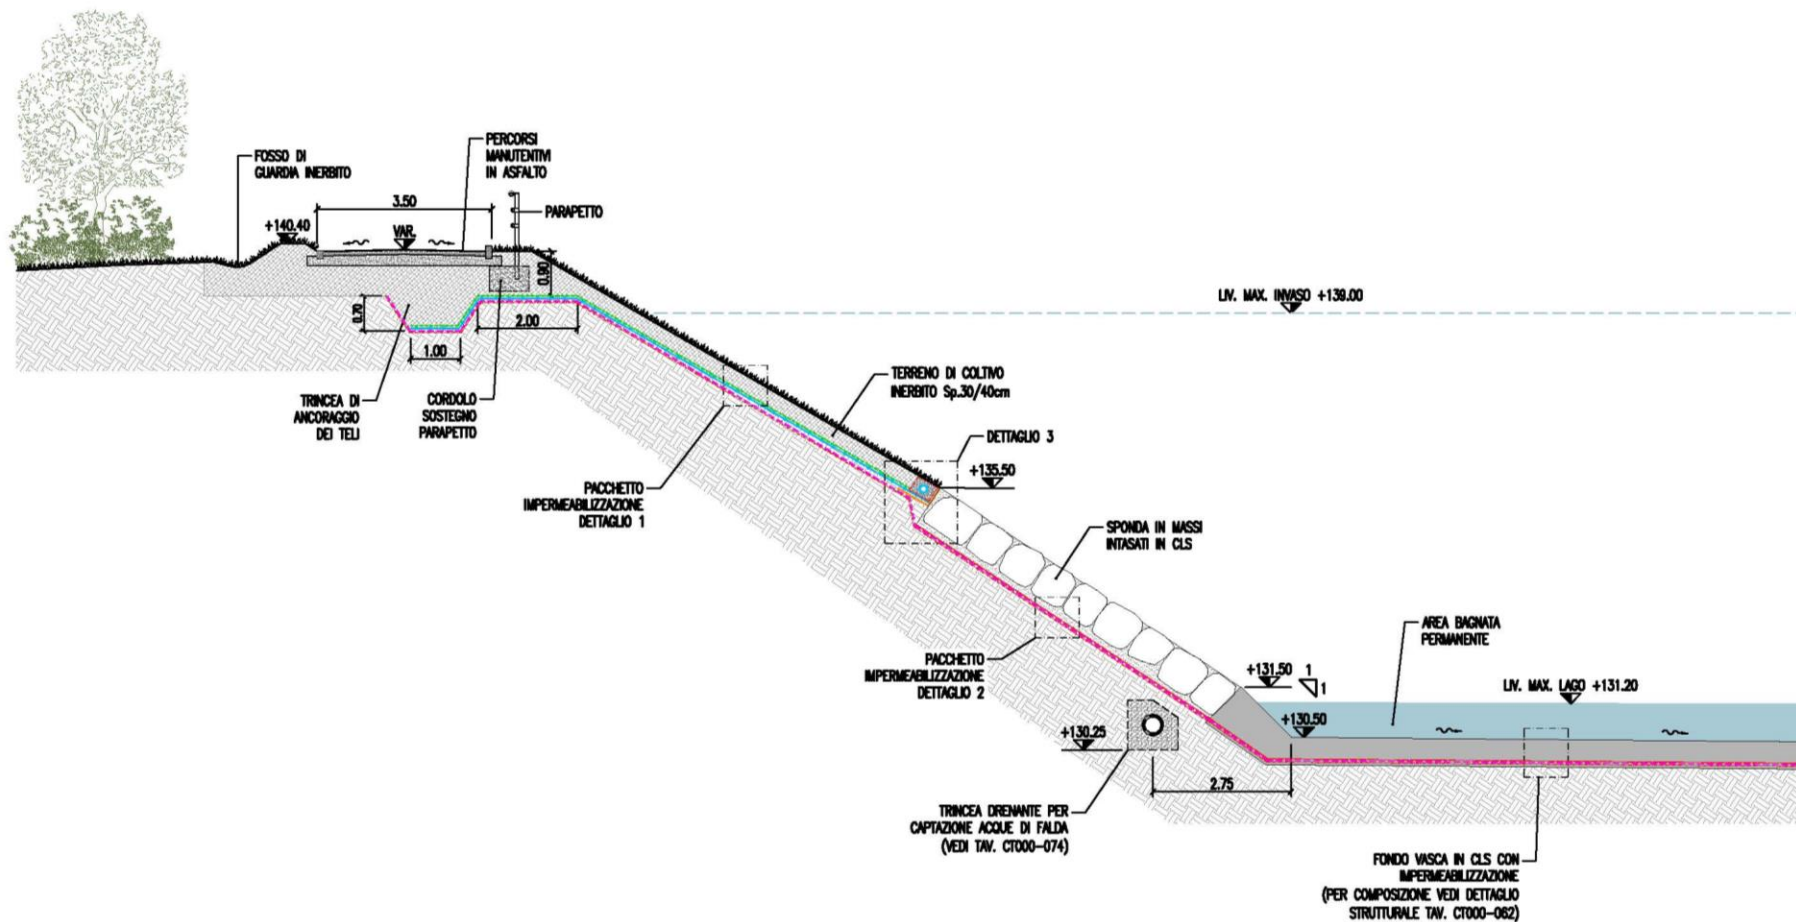 FOSSO DI
GUARDIA INERBITO
PERCORSI
MANUTENTIVI
IN ASFALTO
3.50
PARAPETTO
+140.40
VAR.
0.90
0.70
2.00
1.00
LIV. MAX. INVASO +139.00
TRINCEA DI
ANCORAGGIO
DEI TELI
CORDOLO
SOSTEGNO
PARAPETTO
TERRENO DI COLTIVO
INERBITO Sp.30/40cm
DETTAGLIO 3
+135.50
PACCHETTO
IMPERMEABILIZZAZIONE
DETTAGLIO 1
SPONDA IN MASSI
INTASATI IN CLS
PACCHETTO
IMPERMEABILIZZAZIONE
DETTAGLIO 2
AREA BAGNATA
PERMANENTE
+131.50
1
1
LIV. MAX. LAGO +131.20
+130.50
+130.25
2.75
TRINCEA DRENANTE PER
CAPTAZIONE ACQUE DI FALDA
(VEDI TAV. CT000-074)
FONDO VASCA IN CLS CON
IMPERMEABILIZZAZIONE
(PER COMPOSIZIONE VEDI DETTAGLIO
STRUTTURALE TAV. CT000-062)